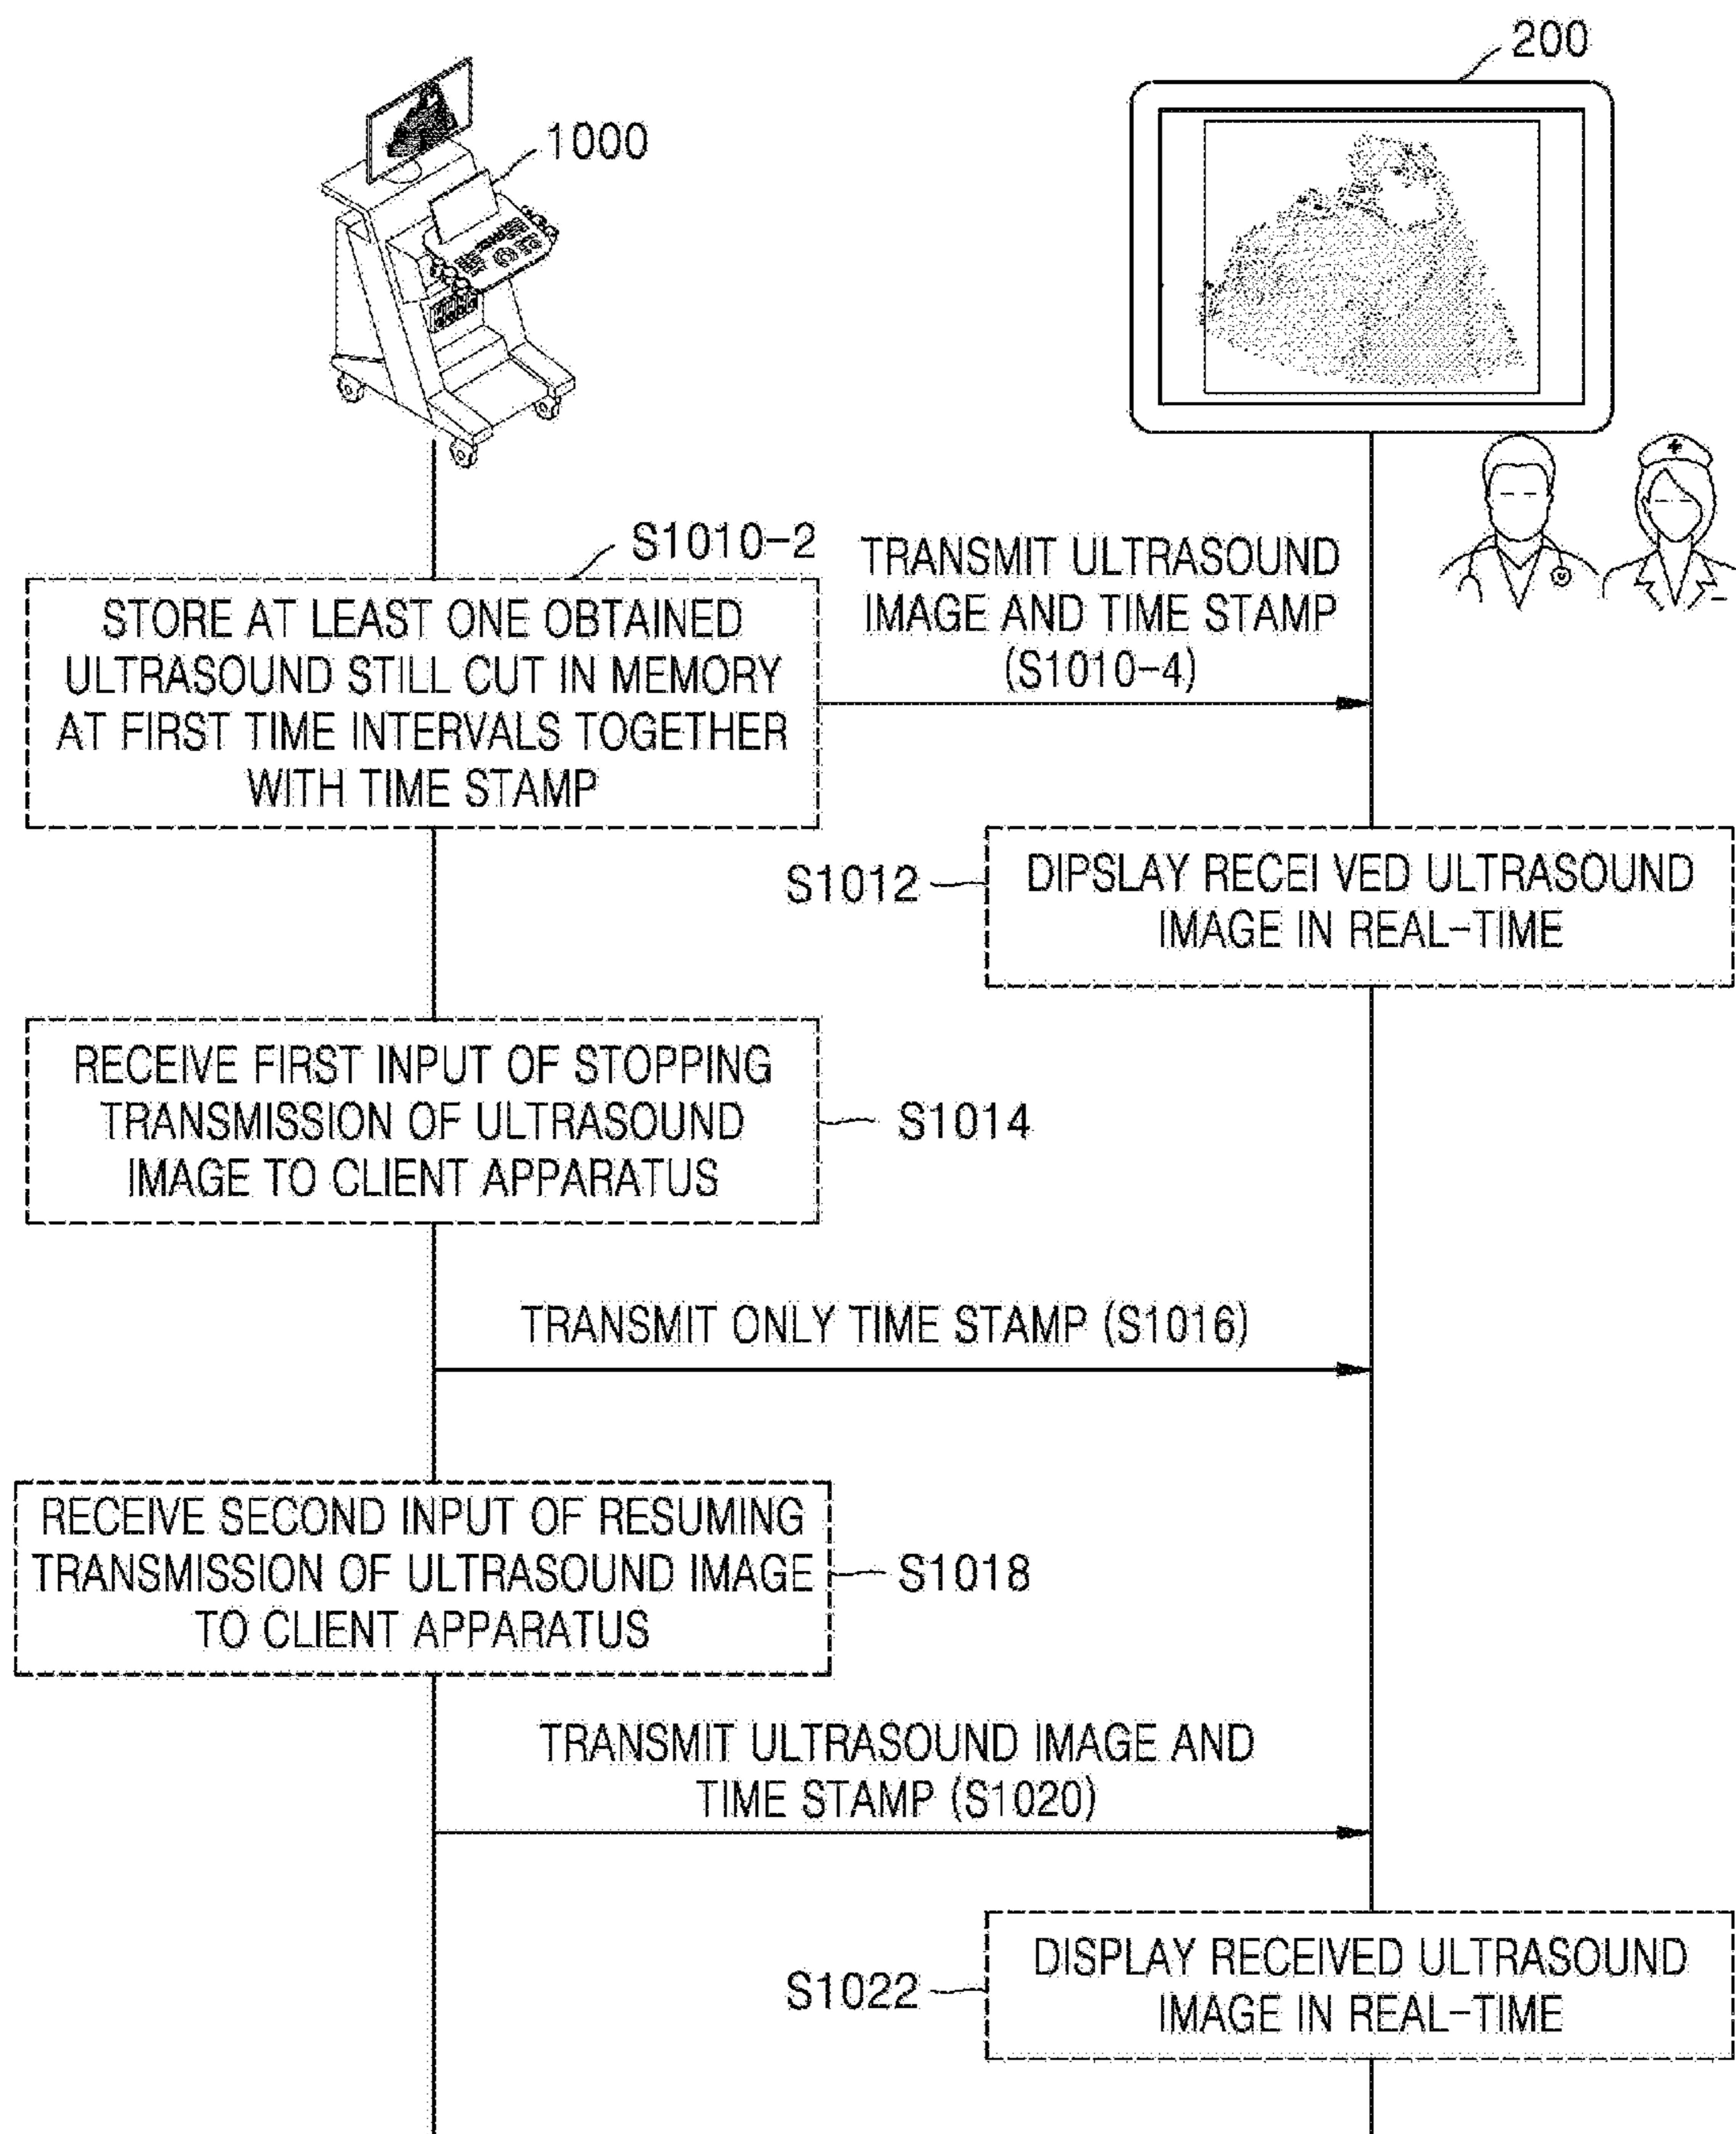 200
1000
S1010-2
STORE AT LEAST ONE OBTAINED
ULTRASOUND STILL CUT IN MEMORY
AT FIRST TIME INTERVALS TOGETHER
WITH TIME STAMP
TRANSMIT ULTRASOUND
IMAGE AND TIME STAMP
(S1010-4)
S1012
DIPSLAY RECEI VED ULTRASOUND
IMAGE IN REAL-TIME
RECEIVE FIRST INPUT OF STOPPING
TRANSMISSION OF ULTRASOUND
IMAGE TO CLIENT APPARATUS
S1014
TRANSMIT ONLY TIME STAMP (S1016)
RECEIVE SECOND INPUT OF RESUMING
TRANSMISSION OF ULTRASOUND IMAGE
TO CLIENT APPARATUS
S1018
TRANSMIT ULTRASOUND IMAGE AND
TIME STAMP (S1020)
S1022
DISPLAY RECEIVED ULTRASOUND
IMAGE IN REAL-TIME